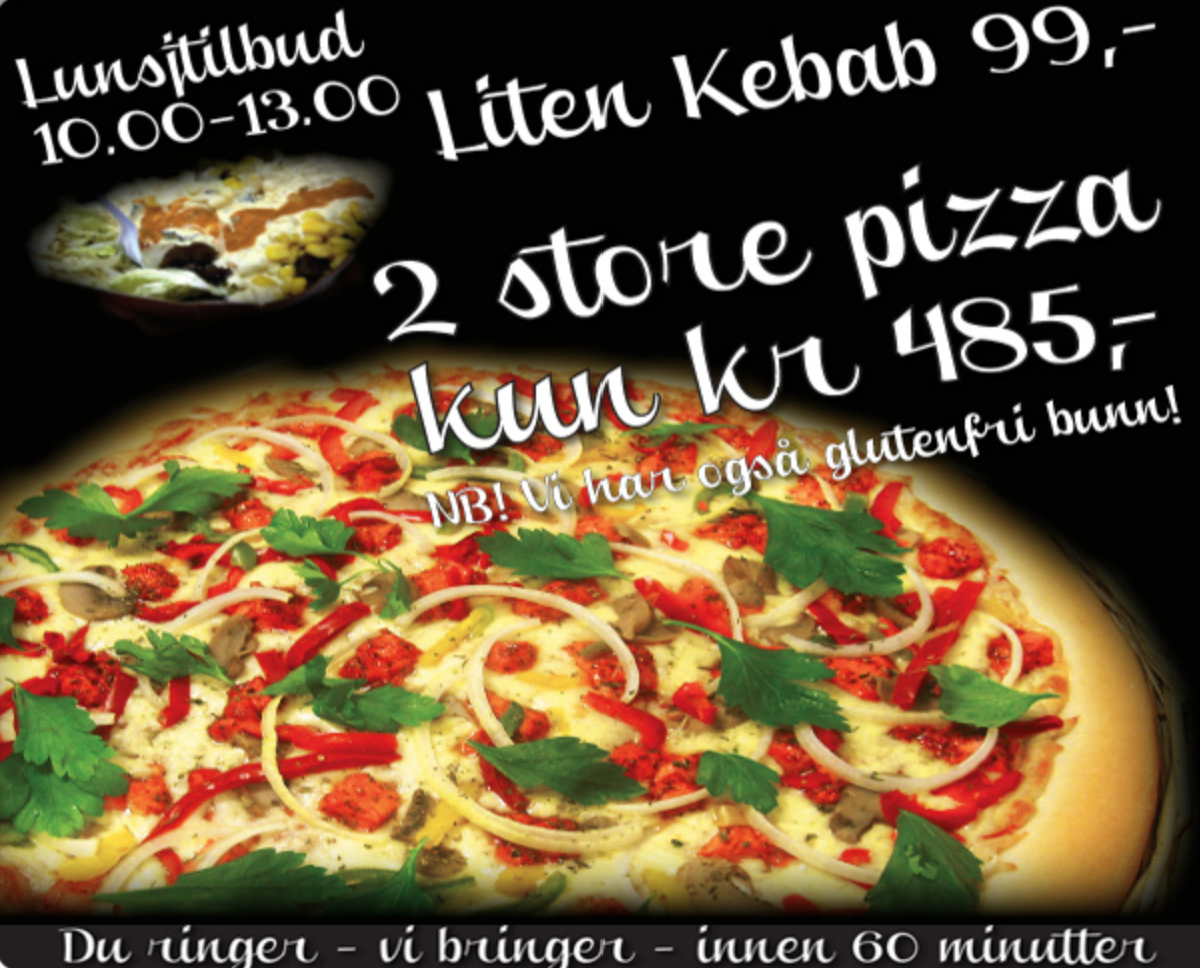 Lunsjtilbud
10.00-13.00
Liten Kebab 99,-
2 store pizza
kun kr 485,-
NB! Vi har også glutenfri bunn!
Du ringer - vi bringer - innen 60 minutter